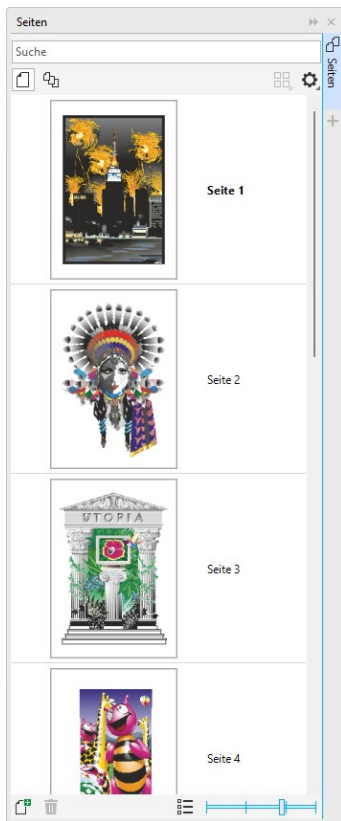 Seiten
Suche
Seiten
Seite 1
Seite 2
UTOPIA
Seite 3
Seite 4